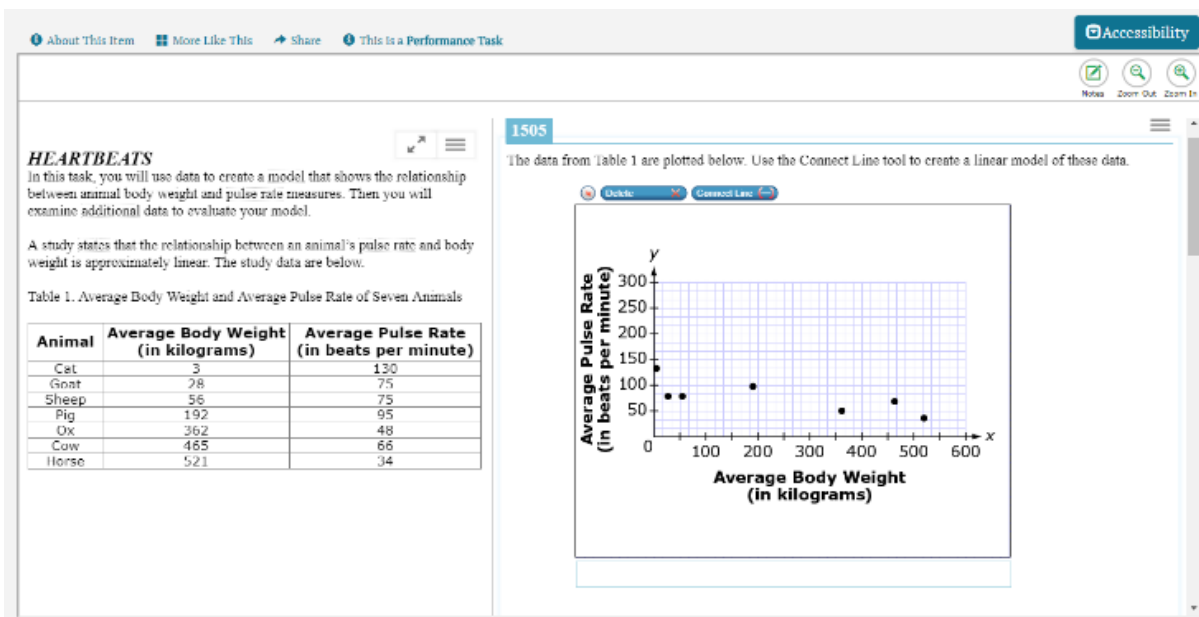 About This Item More Like This Share This is a Performance Task
Accessibility
Notes Zoom Out Zoom In
HEARTBEATS
In this task, you will use data to create a model that shows the relationship
between animal body weight and pulse rate measures. Then you will
examine additional data to evaluate your model.
A study states that the relationship between an animal's pulse rate and body
weight is approximately linear. The study data are below.
Table 1. Average Body Weight and Average Pulse Rate of Seven Animals
Animal Average Body Weight (in kilograms) Average Pulse Rate (in beats per minute)
Cat 3 130
Goat 28 75
Sheep 56 75
Pig 192 95
Ox 362 48
Cow 465 66
Horse 521 34
1505
The data from Table 1 are plotted below. Use the Connect Line tool to create a linear model of these data.
Delete Connect Line
y
Average Pulse Rate
(in beats per minute)
300
250
200
150
100
50
0 100 200 300 400 500 600 x
Average Body Weight
(in kilograms)